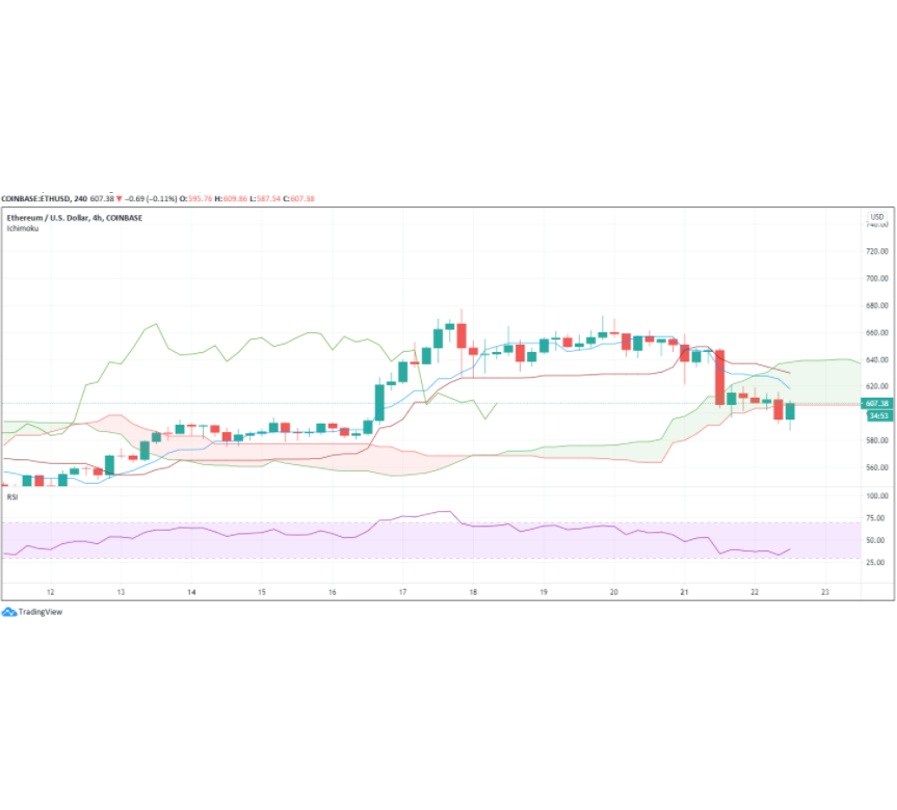 COINBASE:ETHUSD, 240 607.38 ▼ −0.69 (−0.11%) O:595.76 H:609.86 L:587.54 C:607.38
Ethereum / U.S. Dollar, 4h, COINBASE
Ichimoku
USD
740.00
720.00
700.00
680.00
660.00
640.00
620.00
607.38
34:53
580.00
560.00
RSI
100.00
75.00
50.00
25.00
12 13 14 15 16 17 18 19 20 21 22 23
TradingView